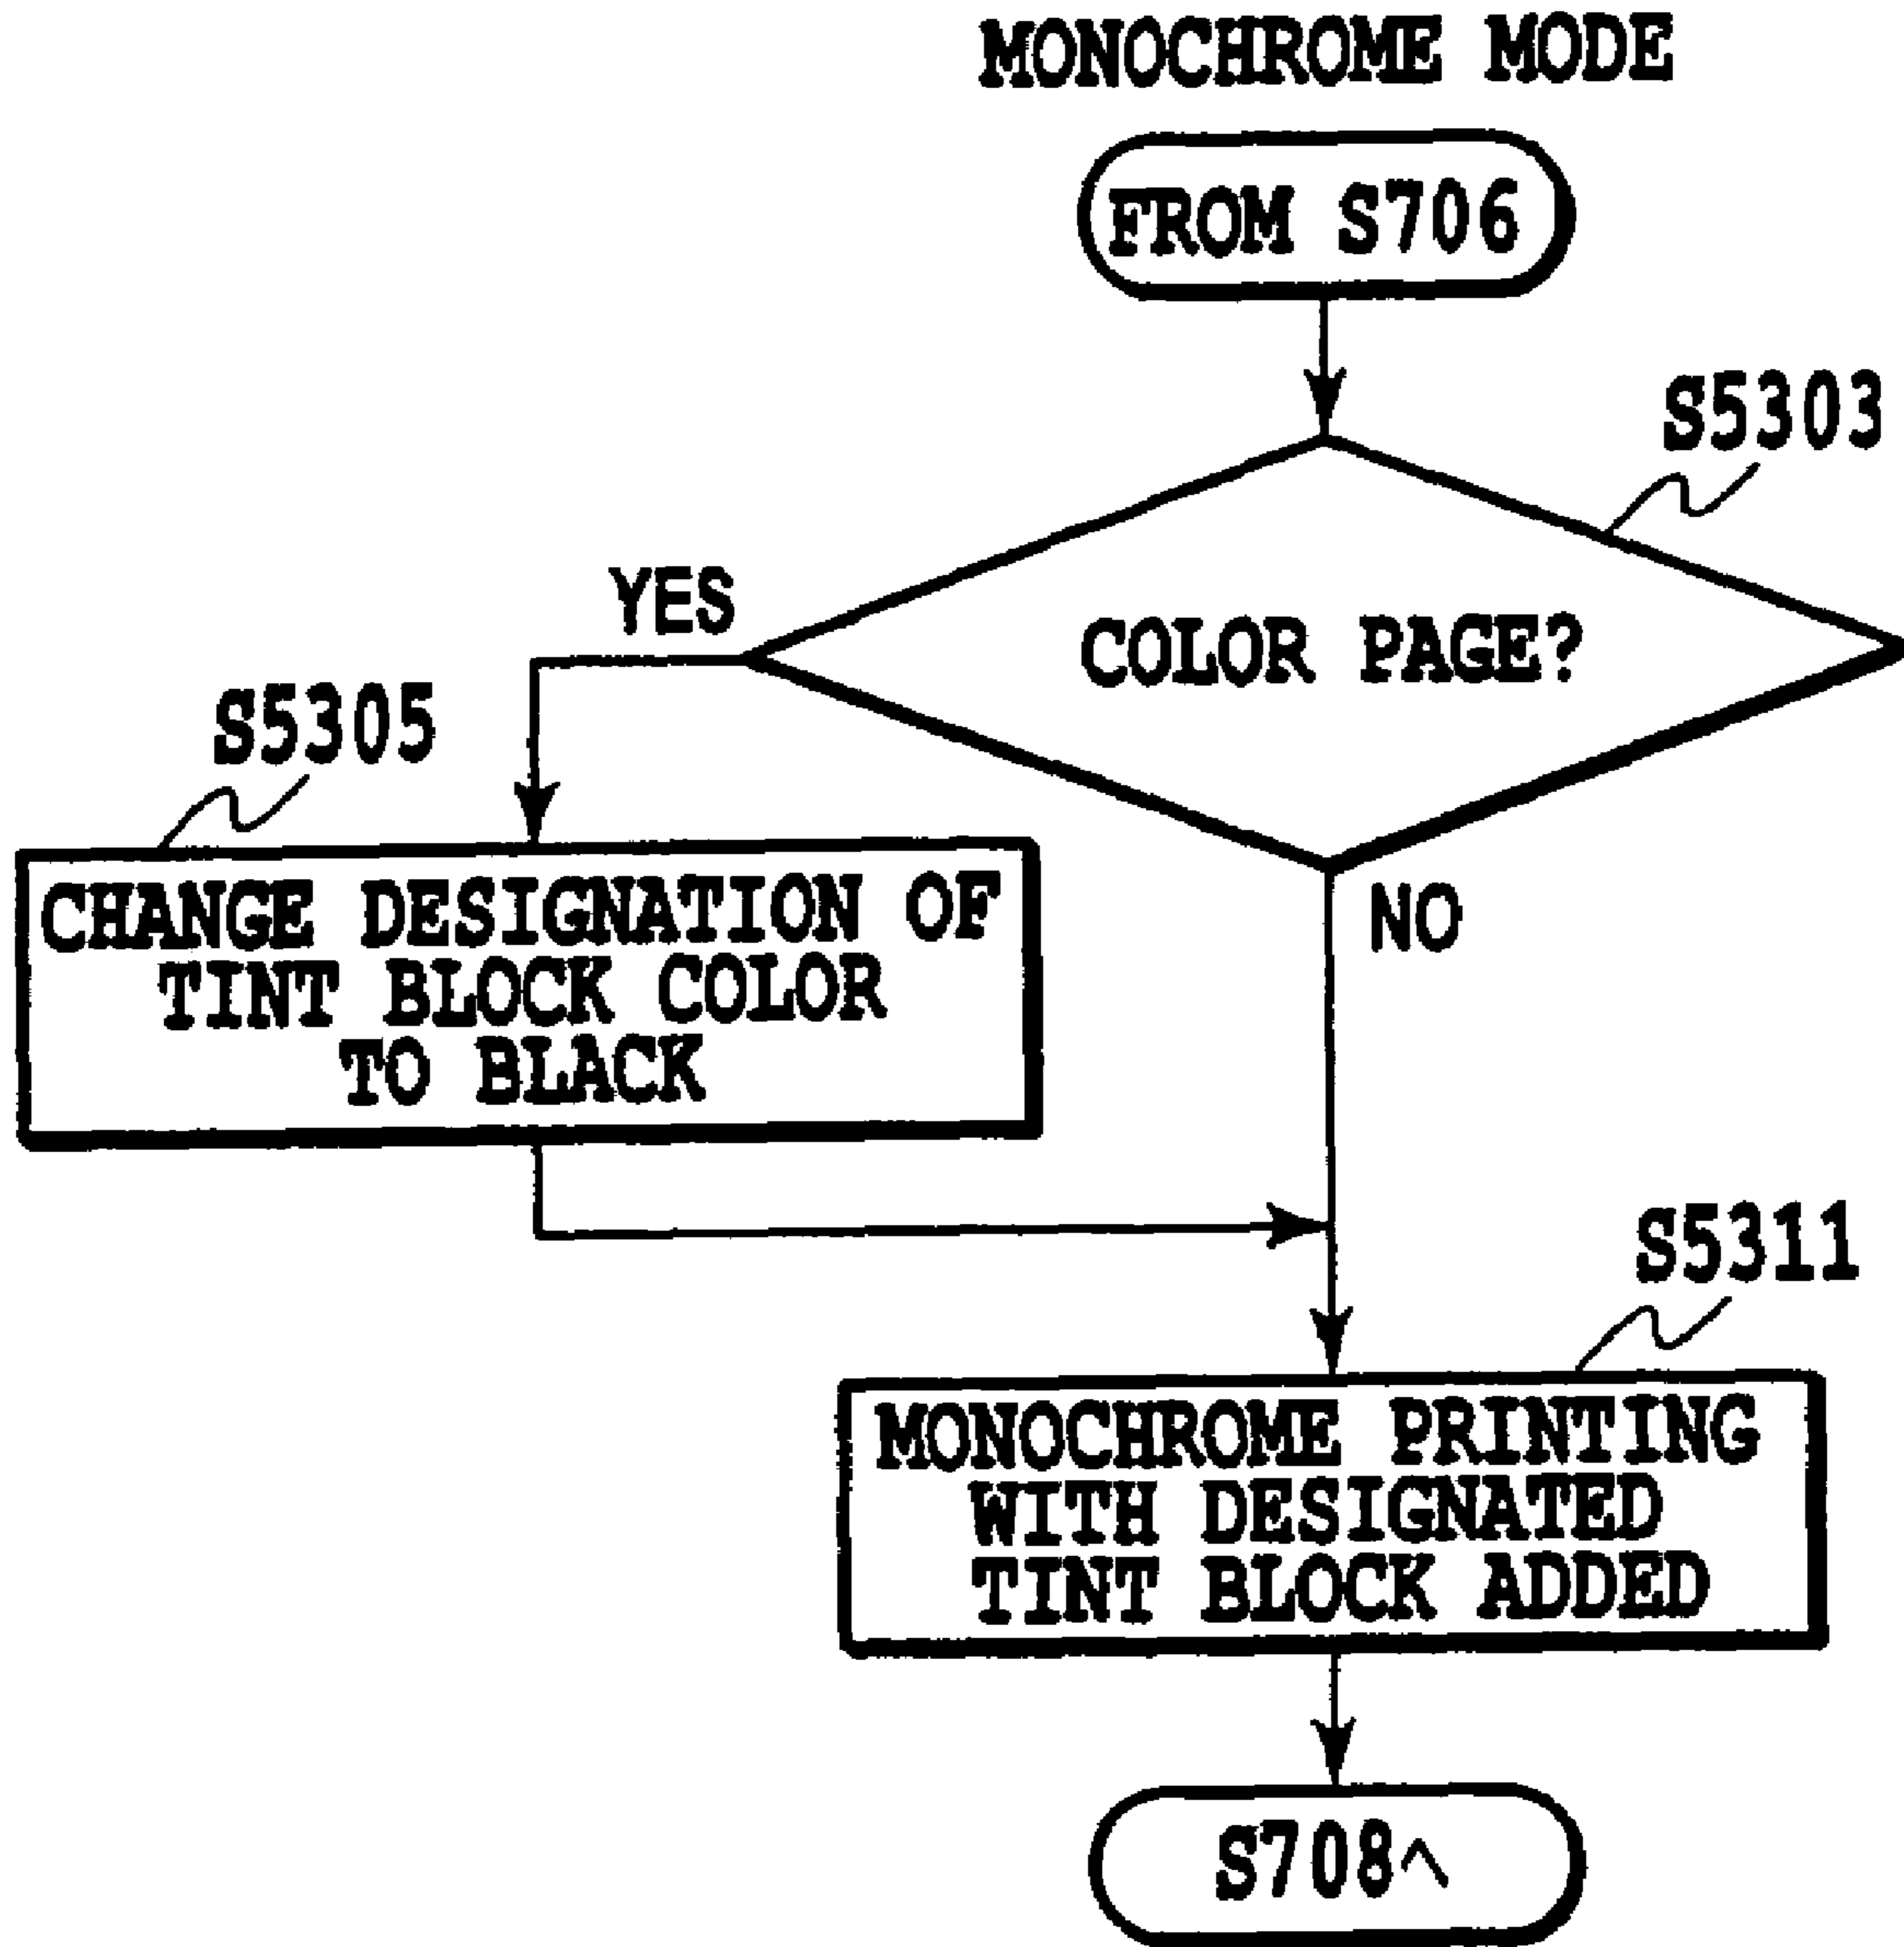 MONOCHROME MODE
FROM S706
S5303
COLOR PAGE?
YES
S5305
CHANGE DESIGNATION OF
TINT BLOCK COLOR
TO BLACK
NO
S5311
MONOCHROME PRINTING
WITH DESIGNATED
TINT BLOCK ADDED
S708へ